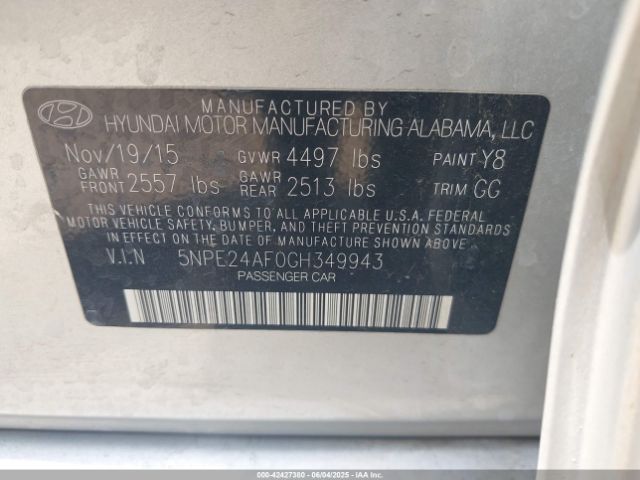 MANUFACTURED BY
HYUNDAI MOTOR MANUFACTURING ALABAMA, LLC
Nov/19/15 GVWR 4497 lbs PAINT Y8
GAWR FRONT 2557 lbs GAWR REAR 2513 lbs TRIM GG
THIS VEHICLE CONFORMS TO ALL APPLICABLE U.S.A. FEDERAL
MOTOR VEHICLE SAFETY, BUMPER, AND THEFT PREVENTION STANDARDS
IN EFFECT ON THE DATE OF MANUFACTURE SHOWN ABOVE.
V.I.N 5NPE24AF0GH349943
PASSENGER CAR
000-42427380 - 06/04/2025 - IAAI.COM